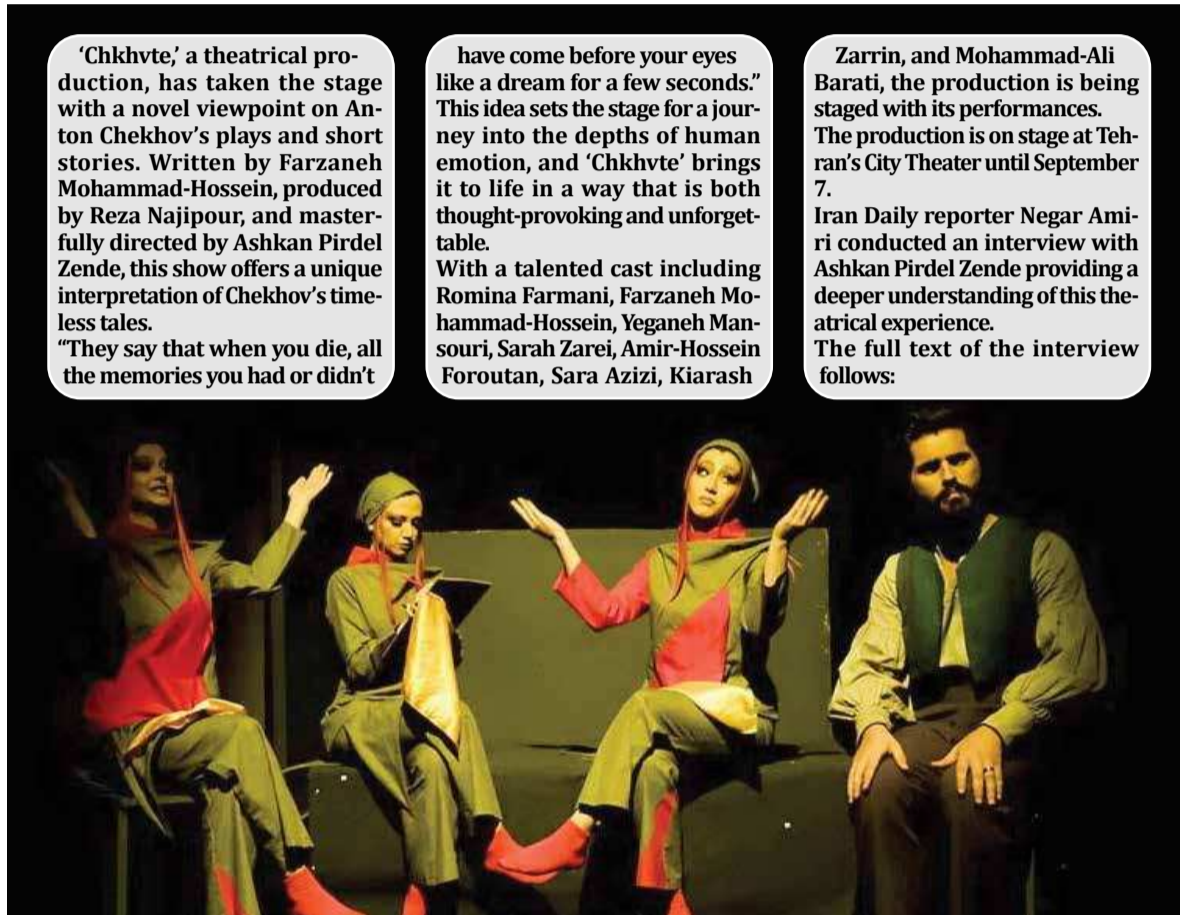 ‘Chkhvte,’ a theatrical pro-
duction, has taken the stage
with a novel viewpoint on An-
ton Chekhov’s plays and short
stories. Written by Farzaneh
Mohammad-Hossein, produced
by Reza Najipour, and master-
fully directed by Ashkan Pirdel
Zende, this show offers a unique
interpretation of Chekhov’s time-
less tales.
“They say that when you die, all
the memories you had or didn’t
have come before your eyes
like a dream for a few seconds.”
This idea sets the stage for a jour-
ney into the depths of human
emotion, and ‘Chkhvte’ brings
it to life in a way that is both
thought-provoking and unforget-
table.
With a talented cast including
Romina Farmani, Farzaneh Mo-
hammad-Hossein, Yeganeh Man-
souri, Sarah Zarei, Amir-Hossein
Foroutan, Sara Azizi, Kiarash
Zarrin, and Mohammad-Ali
Barati, the production is being
staged with its performances.
The production is on stage at Teh-
ran’s City Theater until September
7.
Iran Daily reporter Negar Ami-
ri conducted an interview with
Ashkan Pirdel Zende providing a
deeper understanding of this the-
atrical experience.
The full text of the interview
follows: